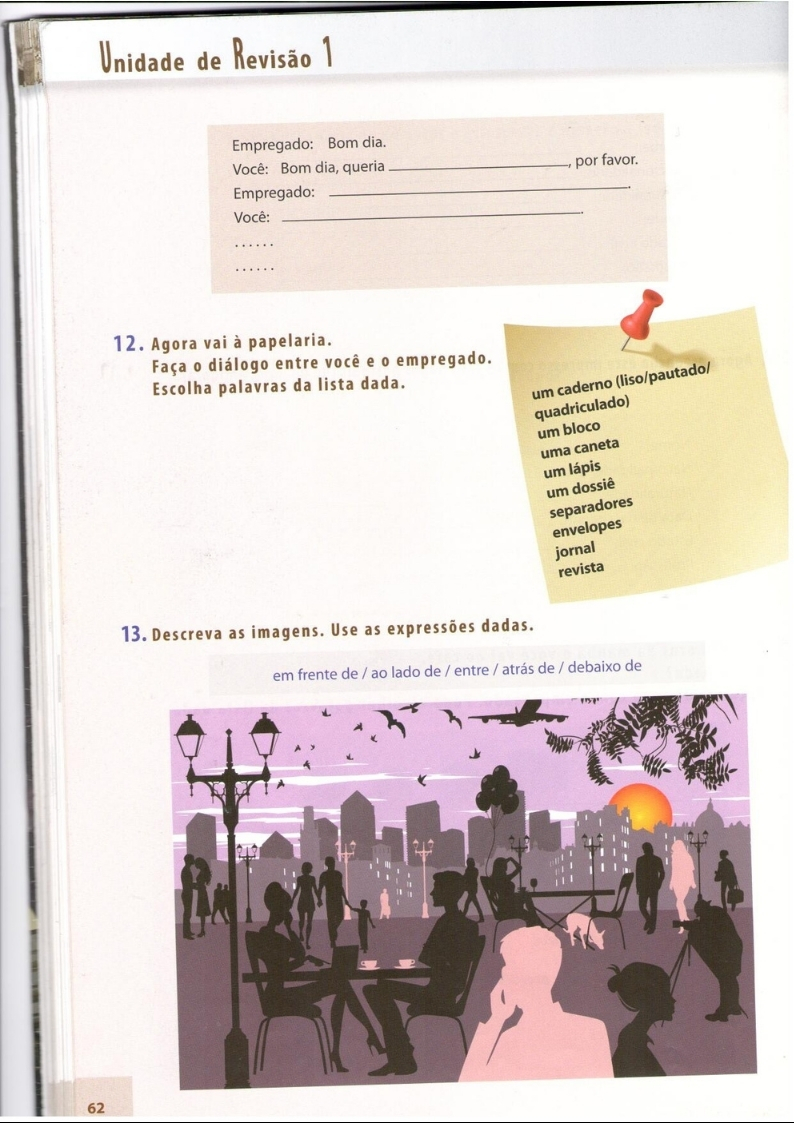 Unidade de Revisão 1
Empregado: Bom dia.
Você: Bom dia, queria ____________________, por favor.
Empregado: ____________________.
Você: ____________________.
......
......
12. Agora vai à papelaria.
Faça o diálogo entre você e o empregado.
Escolha palavras da lista dada.
um caderno (liso/pautado/
quadriculado)
um bloco
uma caneta
um lápis
um dossiê
separadores
envelopes
jornal
revista
13. Descreva as imagens. Use as expressões dadas.
em frente de / ao lado de / entre / atrás de / debaixo de
62